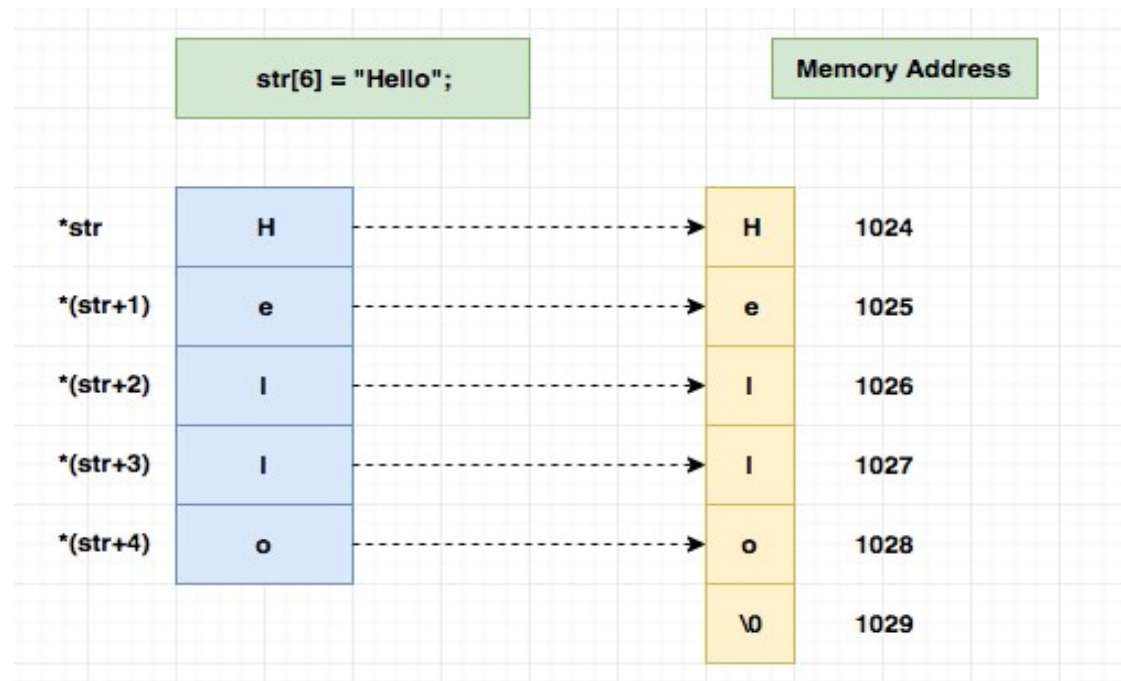 str[6] = "Hello";
Memory Address
*str H H 1024
*(str+1) e e 1025
*(str+2) l l 1026
*(str+3) l l 1027
*(str+4) o o 1028
\0 1029